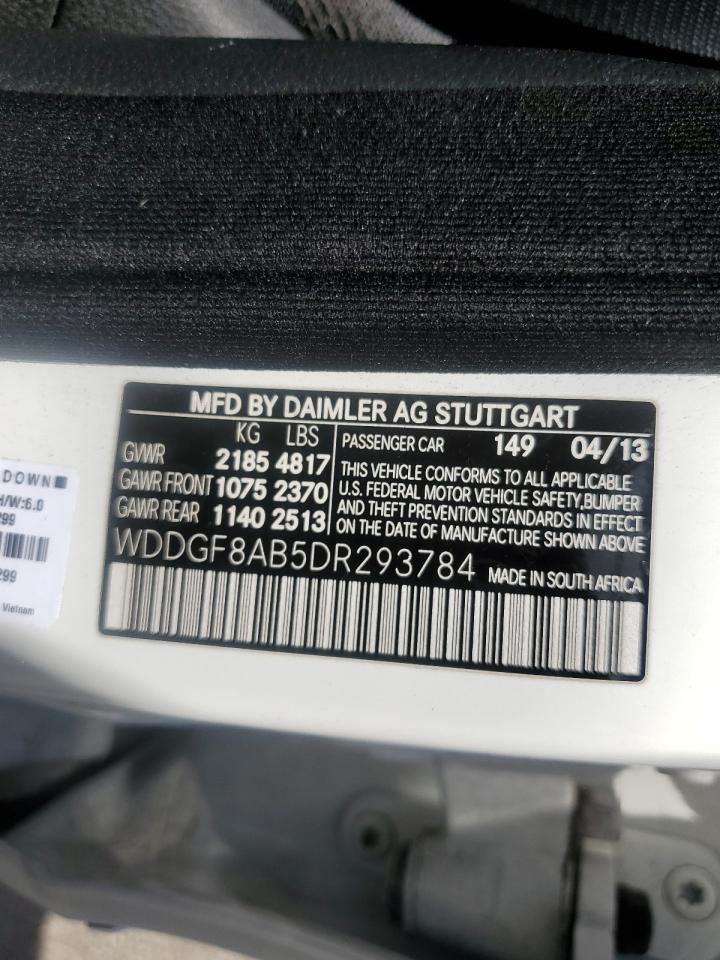 MFD BY DAIMLER AG STUTTGART
KG LBS
GVWR 2185 4817
GAWR FRONT 1075 2370
GAWR REAR 1140 2513
PASSENGER CAR 149 04/13
THIS VEHICLE CONFORMS TO ALL APPLICABLE
U.S. FEDERAL MOTOR VEHICLE SAFETY,BUMPER
AND THEFT PREVENTION STANDARDS IN EFFECT
ON THE DATE OF MANUFACTURE SHOWN ABOVE
WDDGF8AB5DR293784 MADE IN SOUTH AFRICA
DOWN
H/W:6.0
299
299
Vietnam